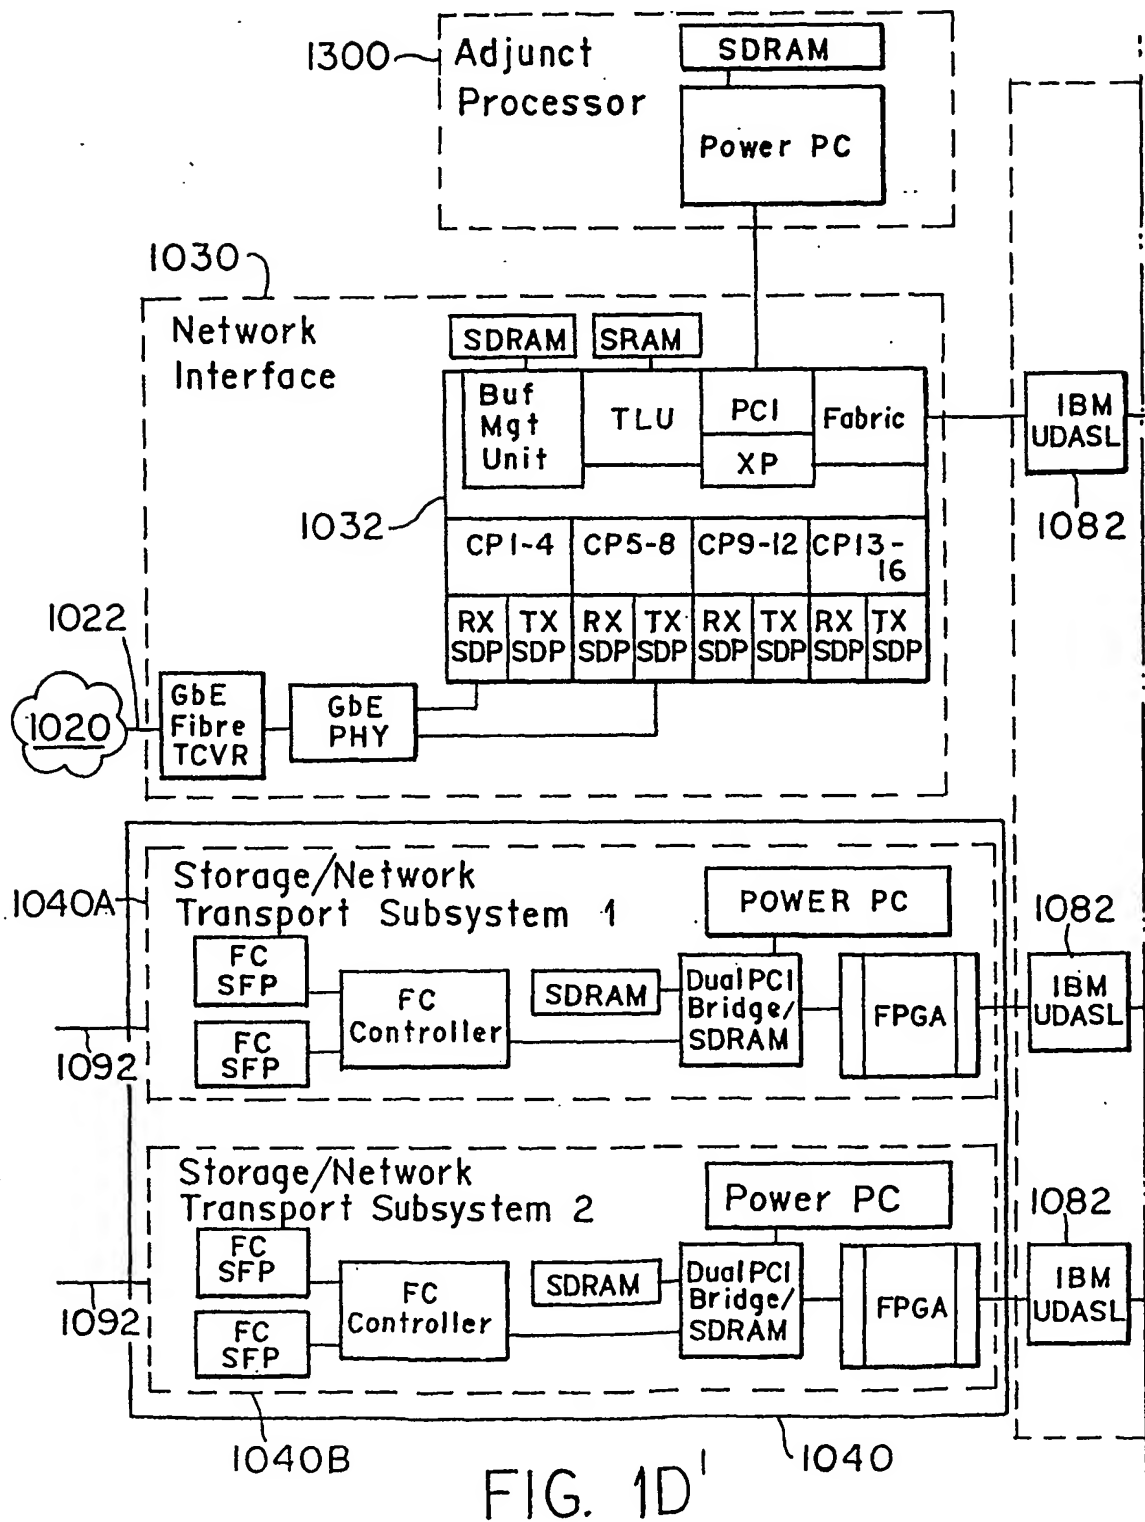 1300
Adjunct
Processor
SDRAM
Power PC
1030
Network
Interface
SDRAM
SRAM
Buf
Mgt
Unit
TLU
PCI
XP
Fabric
IBM
UDASL
1082
1032
CP1-4
CP5-8
CP9-12
CP13-
16
RX
SDP
TX
SDP
RX
SDP
TX
SDP
RX
SDP
TX
SDP
RX
SDP
TX
SDP
1022
1020
GbE
Fibre
TCVR
GbE
PHY
1040A
Storage/Network
Transport Subsystem 1
POWER PC
1082
FC
SFP
FC
SFP
FC
Controller
SDRAM
Dual PCI
Bridge/
SDRAM
FPGA
IBM
UDASL
1092
Storage/Network
Transport Subsystem 2
Power PC
1082
FC
SFP
FC
SFP
FC
Controller
SDRAM
Dual PCI
Bridge/
SDRAM
FPGA
IBM
UDASL
1092
1040B
1040
FIG. 1D'